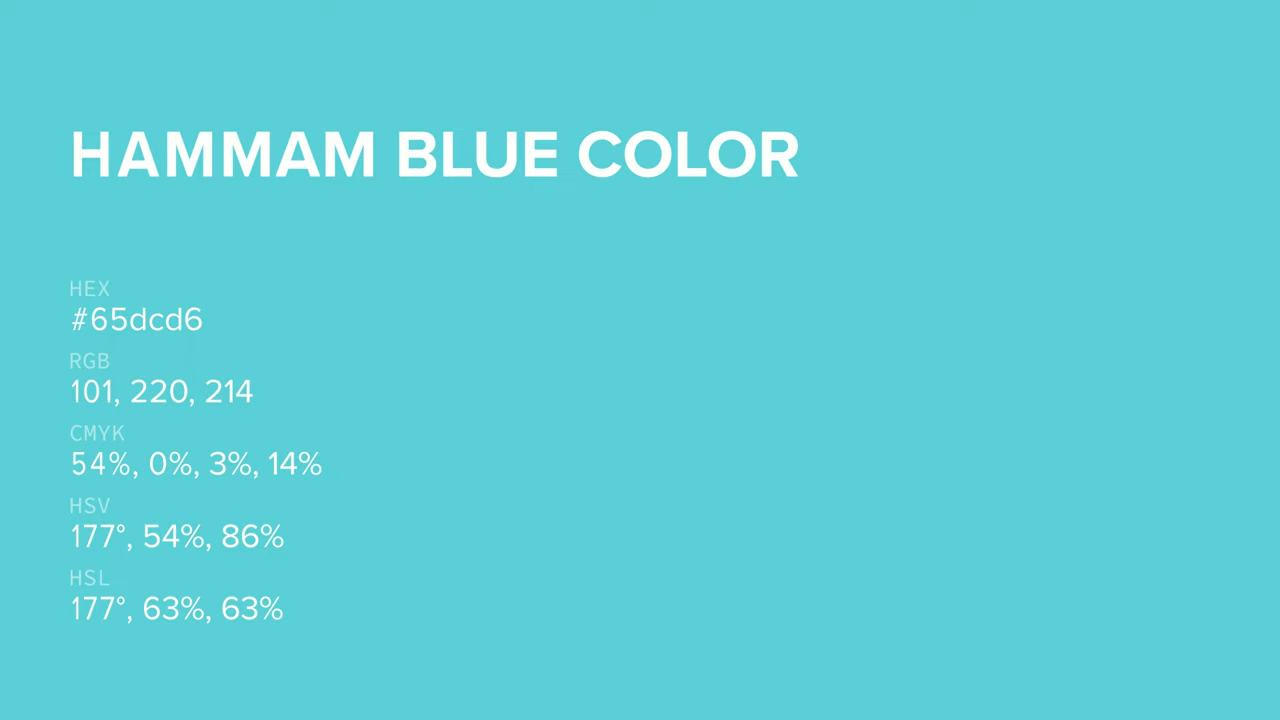 HAMMAM BLUE COLOR
HEX
#65dcd6
RGB
101, 220, 214
CMYK
54%, 0%, 3%, 14%
HSV
177°, 54%, 86%
HSL
177°, 63%, 63%